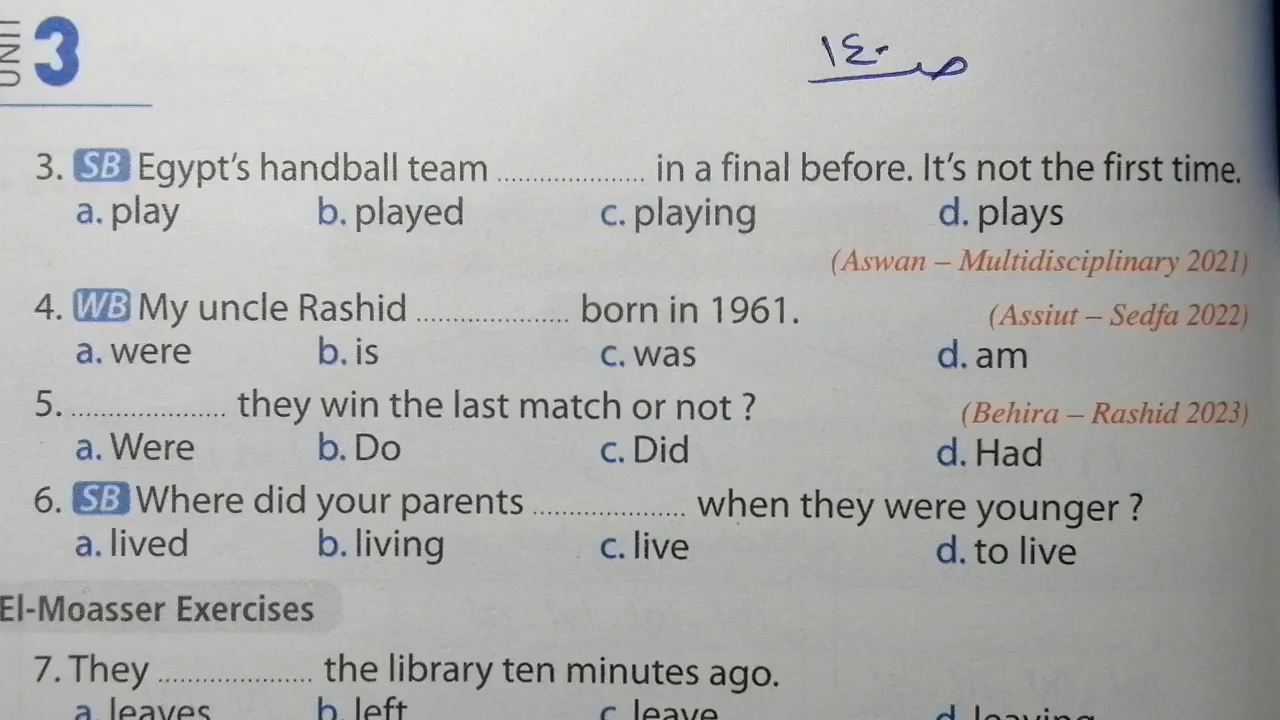 UNIT 3
صـ ١٤٠
3. SB Egypt's handball team .................... in a final before. It's not the first time.
a. play b. played c. playing d. plays
(Aswan – Multidisciplinary 2021)
4. WB My uncle Rashid .................... born in 1961. (Assiut – Sedfa 2022)
a. were b. is c. was d. am
5. .................... they win the last match or not ? (Behira – Rashid 2023)
a. Were b. Do c. Did d. Had
6. SB Where did your parents .................... when they were younger ?
a. lived b. living c. live d. to live
El-Moasser Exercises
7. They .................... the library ten minutes ago.
a. leaves b. left c. leave d. leaving